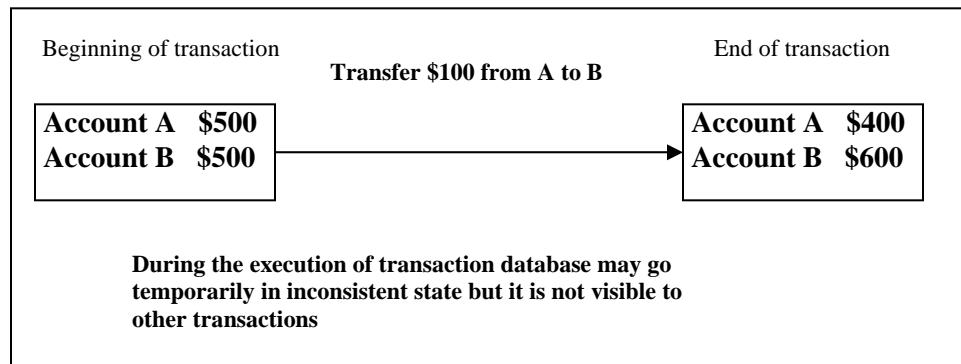 Beginning of transaction
End of transaction
Transfer $100 from A to B
Account A $500
Account B $500
Account A $400
Account B $600
During the execution of transaction database may go
temporarily in inconsistent state but it is not visible to
other transactions